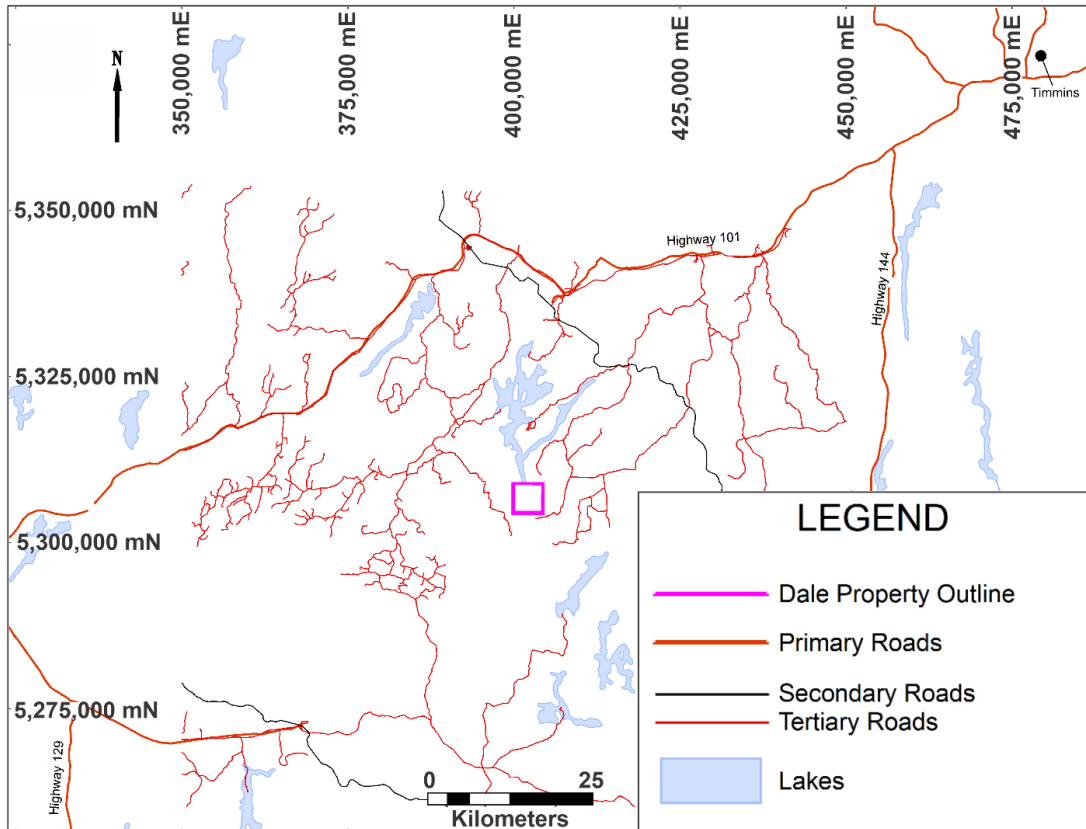 N
350,000 mE
375,000 mE
400,000 mE
425,000 mE
450,000 mE
475,000 mE
Timmins
5,350,000 mN
Highway 101
Highway 144
5,325,000 mN
5,300,000 mN
LEGEND
Dale Property Outline
Primary Roads
Secondary Roads
Tertiary Roads
Lakes
5,275,000 mN
Highway 129
0 25
Kilometers